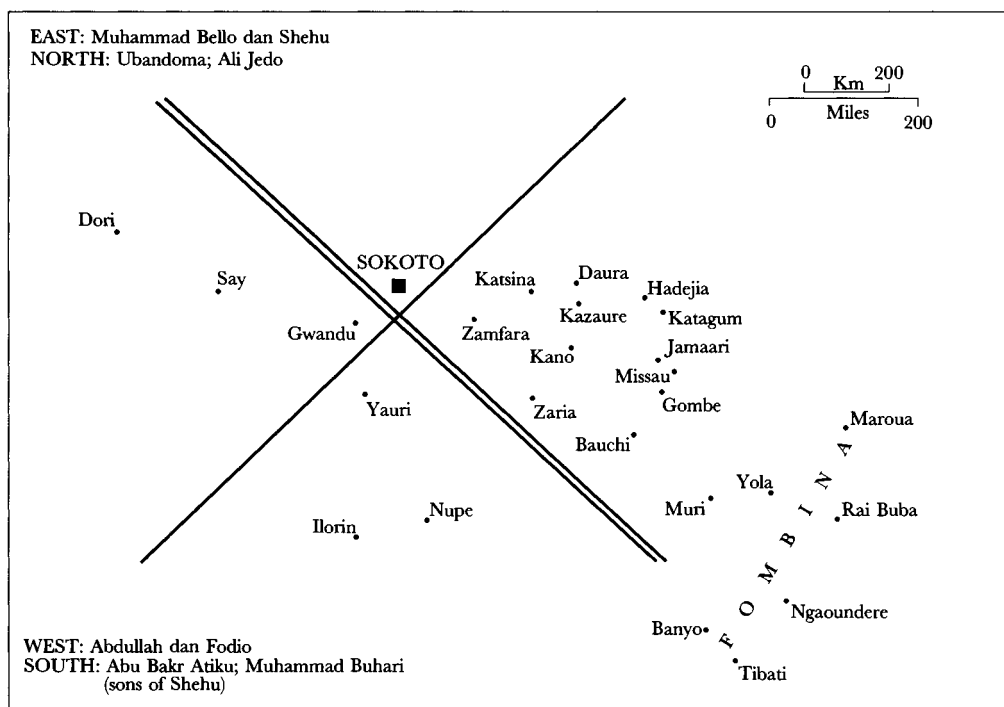 EAST: Muhammad Bello dan Shehu
NORTH: Ubandoma; Ali Jedo
0 200
Km
Miles
0 200
Dori
SOKOTO
Say
Katsina
Daura
Hadejia
Gwandu
Zamfara
Kazaure
Katagum
Kano
Jamaari
Missau
Yauri
Zaria
Gombe
Maroua
Bauchi
Yola
Muri
Rai Buba
Nupe
Ilorin
FOMBINA
Ngaoundere
Banyo
Tibati
WEST: Abdullah dan Fodio
SOUTH: Abu Bakr Atiku; Muhammad Buhari
(sons of Shehu)